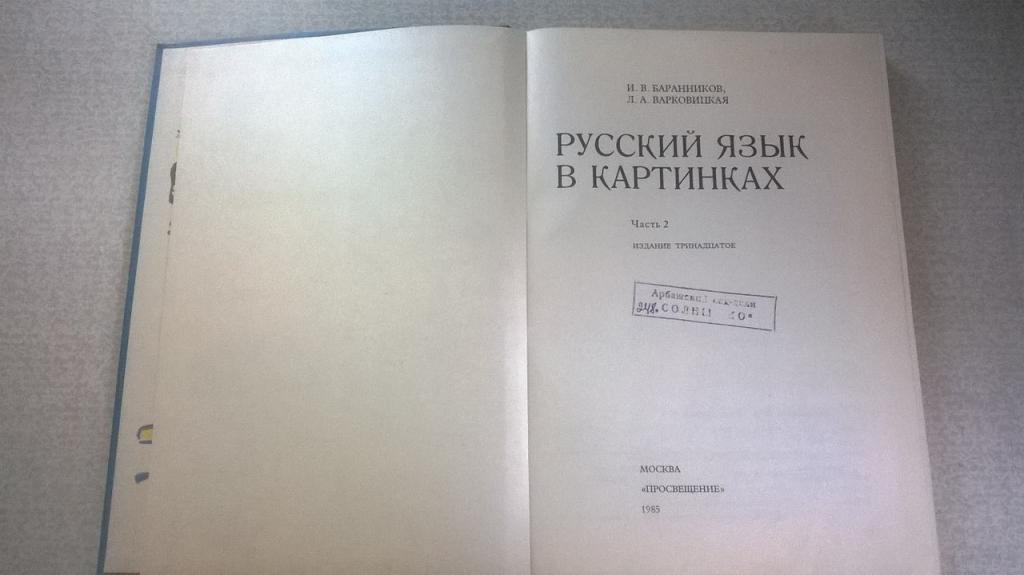 И. В. БАРАННИКОВ,
Л. А. ВАРКОВИЦКАЯ
РУССКИЙ ЯЗЫК
В КАРТИНКАХ
Часть 2
ИЗДАНИЕ ТРИНАДЦАТОЕ
МОСКВА
«ПРОСВЕЩЕНИЕ»
1985